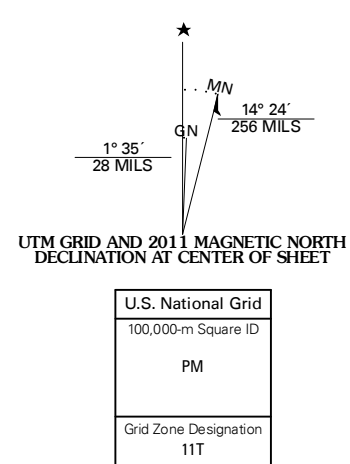 MN
GN
14° 24´
256 MILS
1° 35´
28 MILS
UTM GRID AND 2011 MAGNETIC NORTH
DECLINATION AT CENTER OF SHEET
U.S. National Grid
100,000-m Square ID
PM
Grid Zone Designation
11T